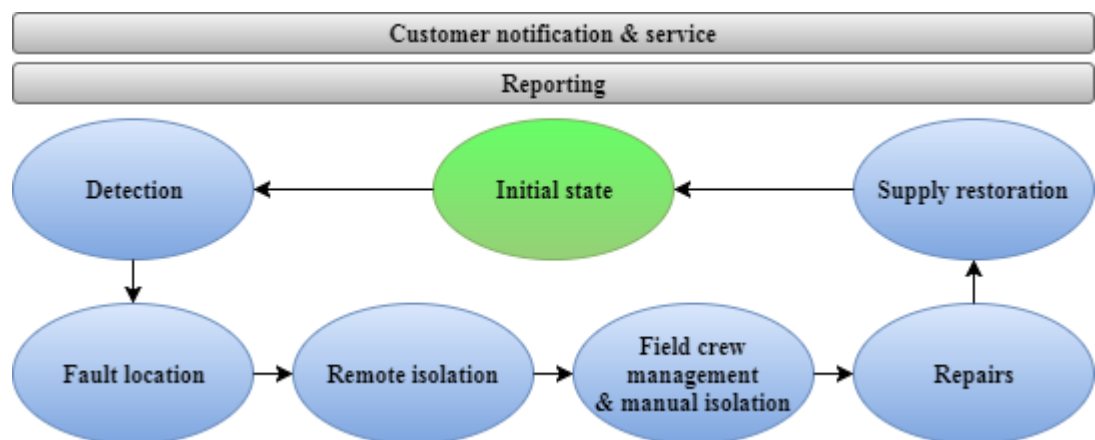 Customer notification & service
Reporting
Detection
Initial state
Supply restoration
Fault location
Remote isolation
Field crew
management
& manual isolation
Repairs